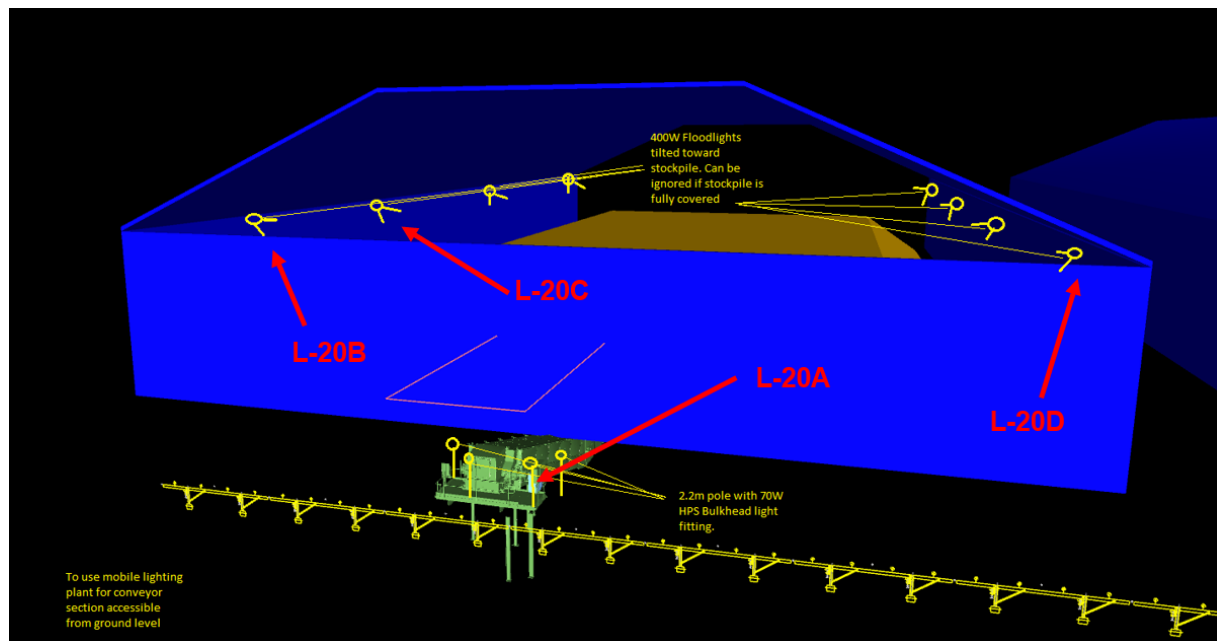 400W Floodlights
tilted toward
stockpile. Can be
ignored if stockpile is
fully covered
L-20C
L-20B
L-20A
L-20D
2.2m pole with 70W
HPS Bulkhead light
fitting.
To use mobile lighting
plant for conveyor
section accessible
from ground level